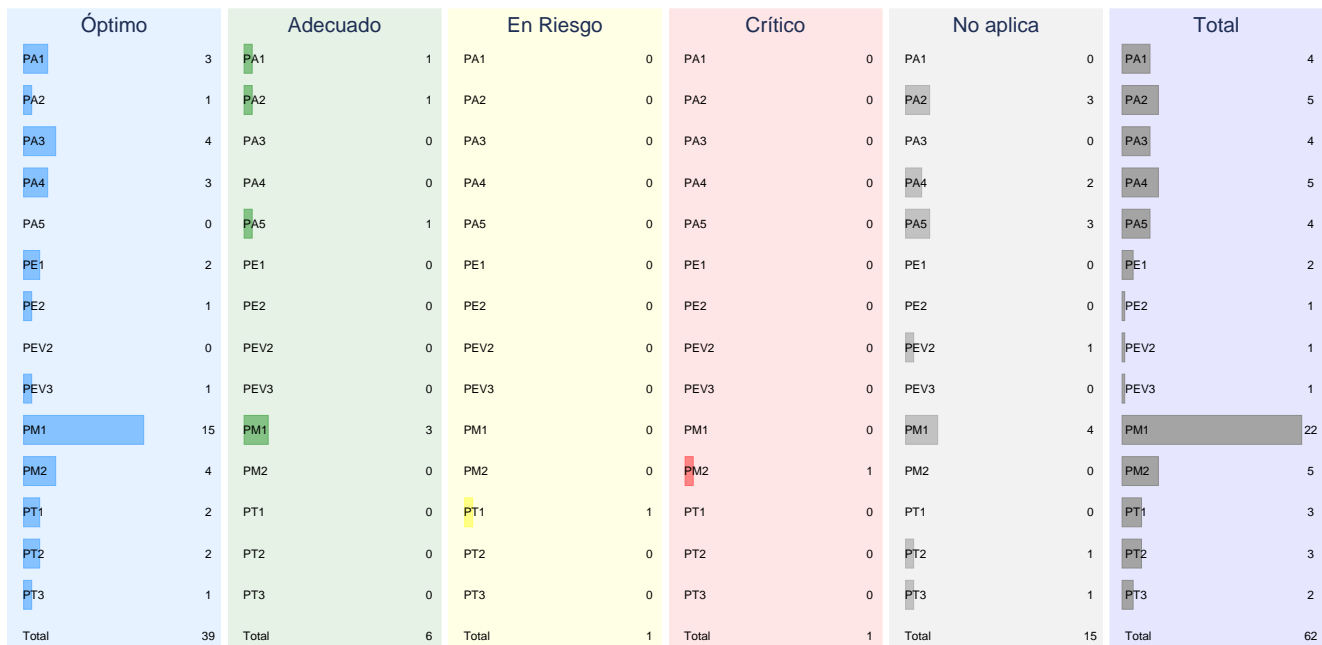 Óptimo Adecuado En Riesgo Crítico No aplica Total
PA1 3 PA1 1 PA1 0 PA1 0 PA1 0 PA1 4
PA2 1 PA2 1 PA2 0 PA2 0 PA2 3 PA2 5
PA3 4 PA3 0 PA3 0 PA3 0 PA3 0 PA3 4
PA4 3 PA4 0 PA4 0 PA4 0 PA4 2 PA4 5
PA5 0 PA5 1 PA5 0 PA5 0 PA5 3 PA5 4
PE1 2 PE1 0 PE1 0 PE1 0 PE1 0 PE1 2
PE2 1 PE2 0 PE2 0 PE2 0 PE2 0 PE2 1
PEV2 0 PEV2 0 PEV2 0 PEV2 0 PEV2 1 PEV2 1
PEV3 1 PEV3 0 PEV3 0 PEV3 0 PEV3 0 PEV3 1
PM1 15 PM1 3 PM1 0 PM1 0 PM1 4 PM1 22
PM2 4 PM2 0 PM2 0 PM2 1 PM2 0 PM2 5
PT1 2 PT1 0 PT1 1 PT1 0 PT1 0 PT1 3
PT2 2 PT2 0 PT2 0 PT2 0 PT2 1 PT2 3
PT3 1 PT3 0 PT3 0 PT3 0 PT3 1 PT3 2
Total 39 Total 6 Total 1 Total 1 Total 15 Total 62